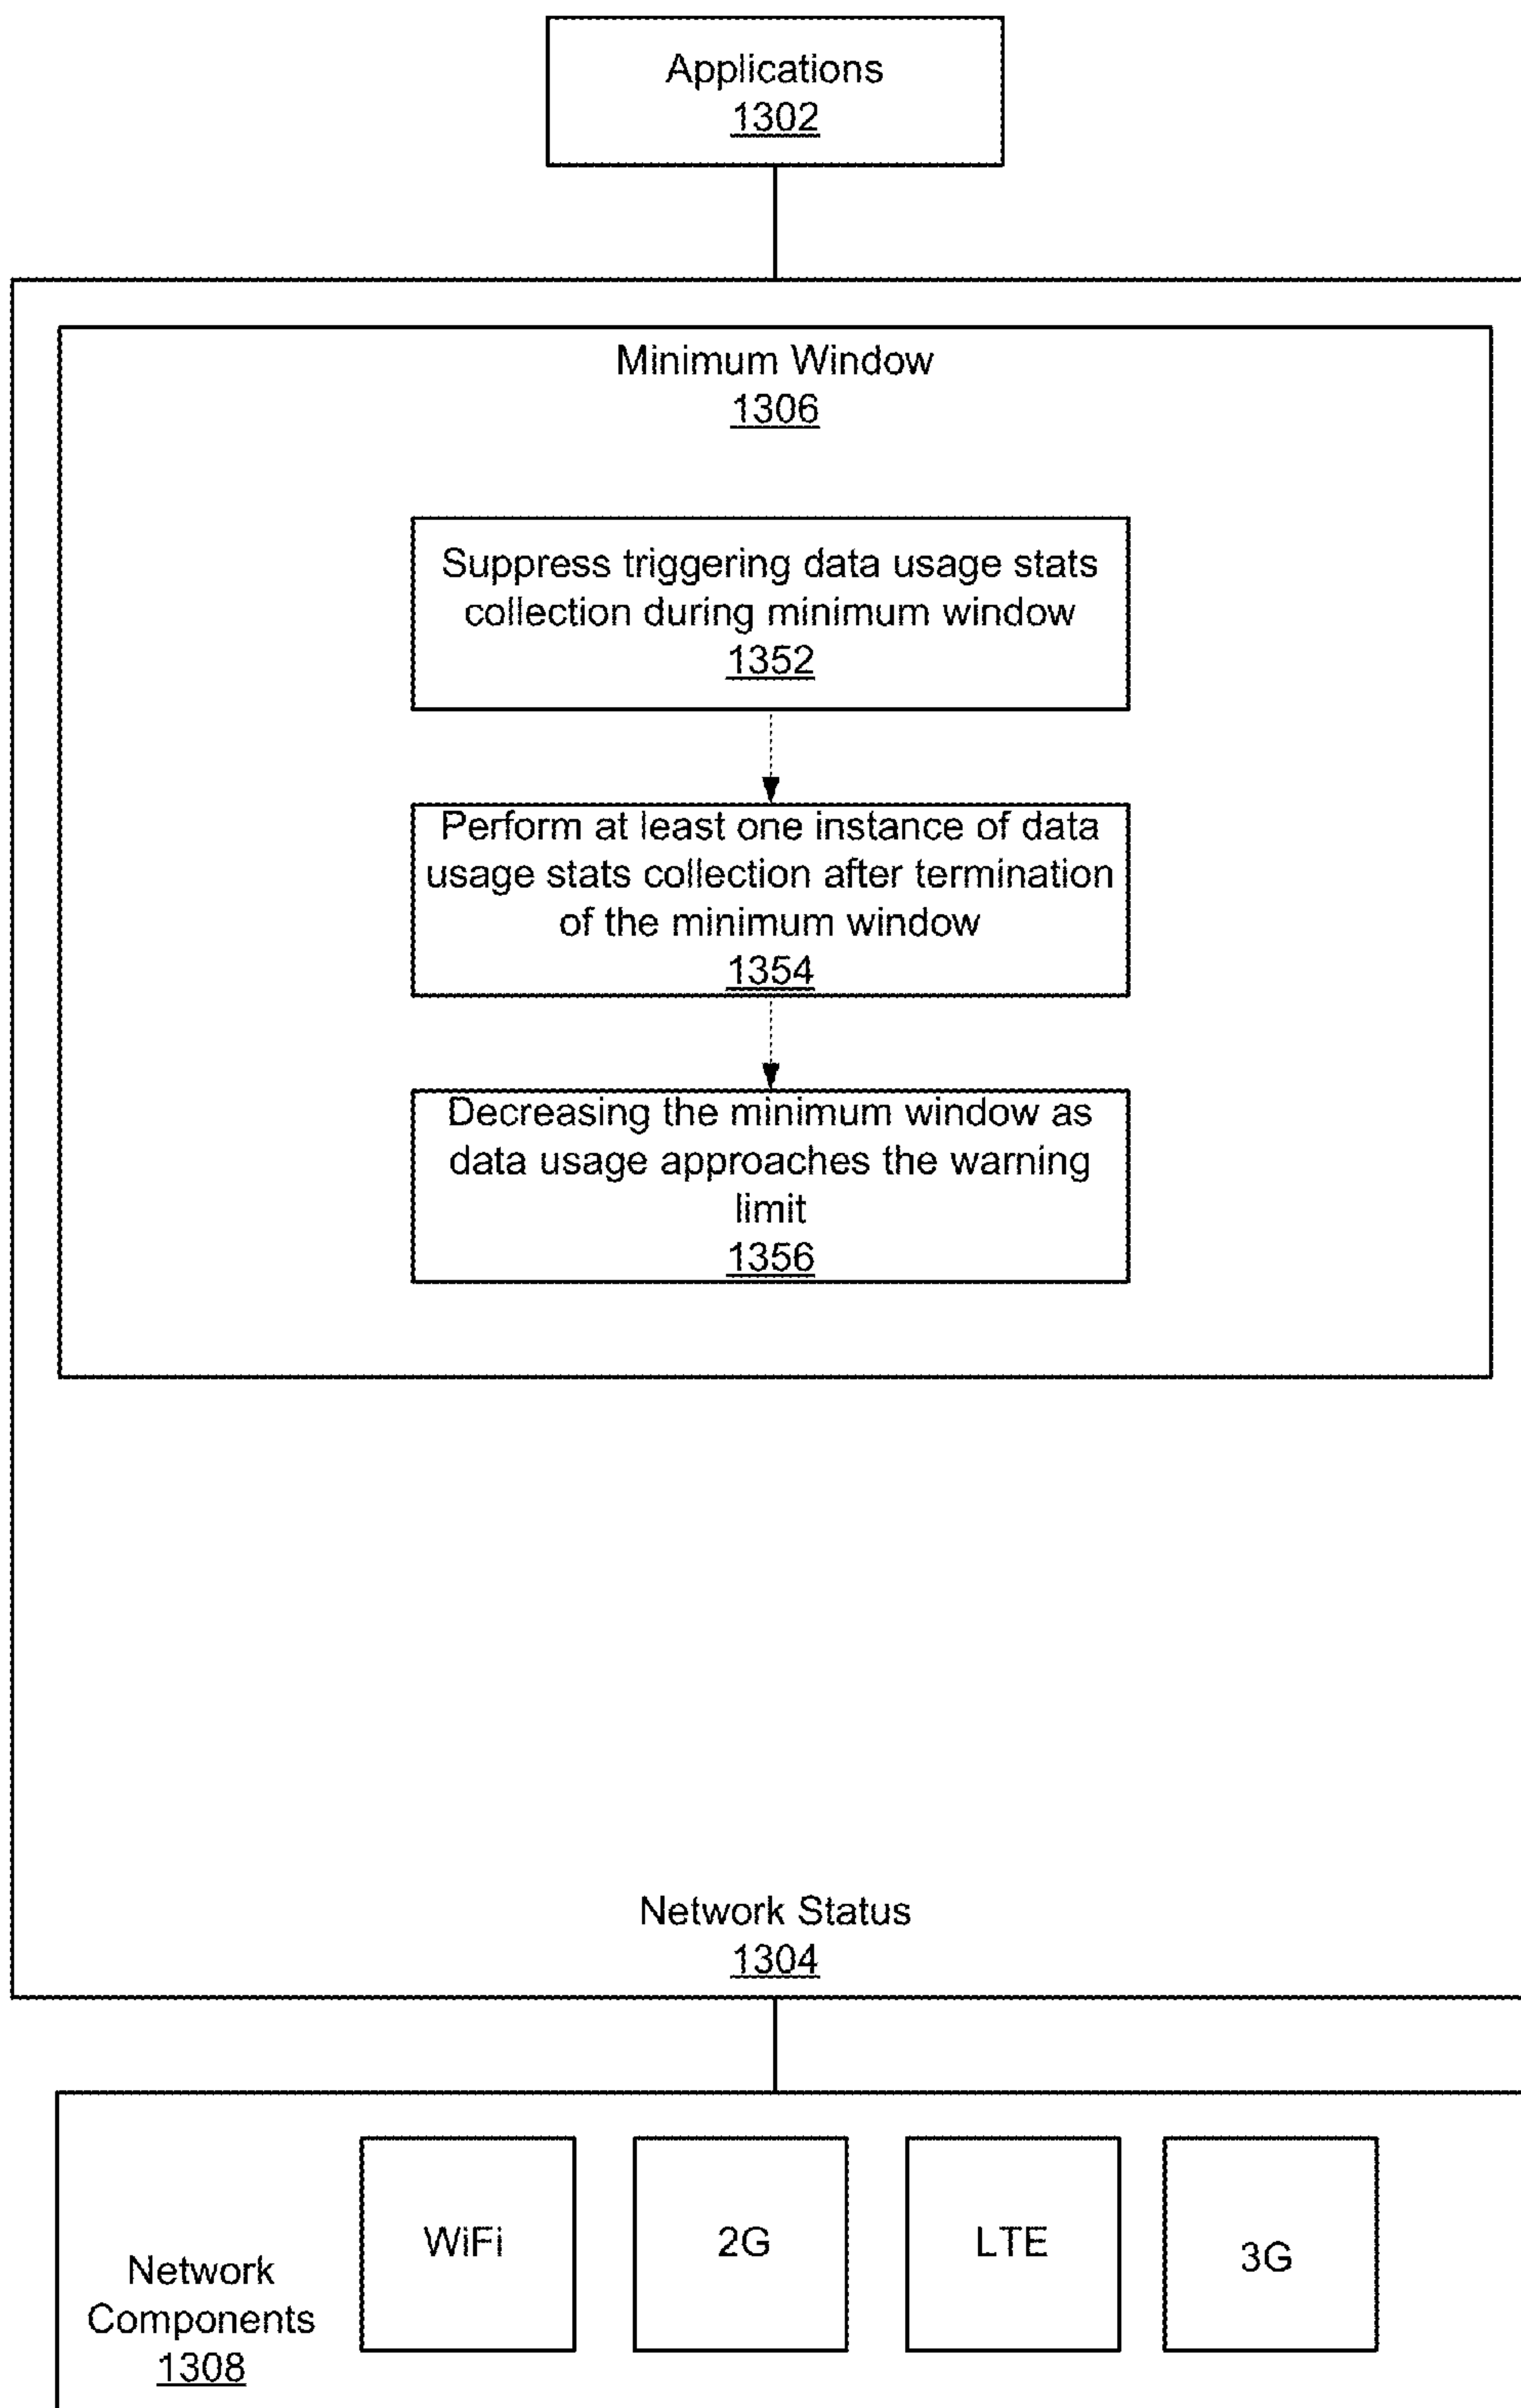 Applications
1302
Minimum Window
1306
Suppress triggering data usage stats
collection during minimum window
1352
Perform at least one instance of data
usage stats collection after termination
of the minimum window
1354
Decreasing the minimum window as
data usage approaches the warning
limit
1356
Network Status
1304
WiFi
2G
LTE
3G
Network
Components
1308